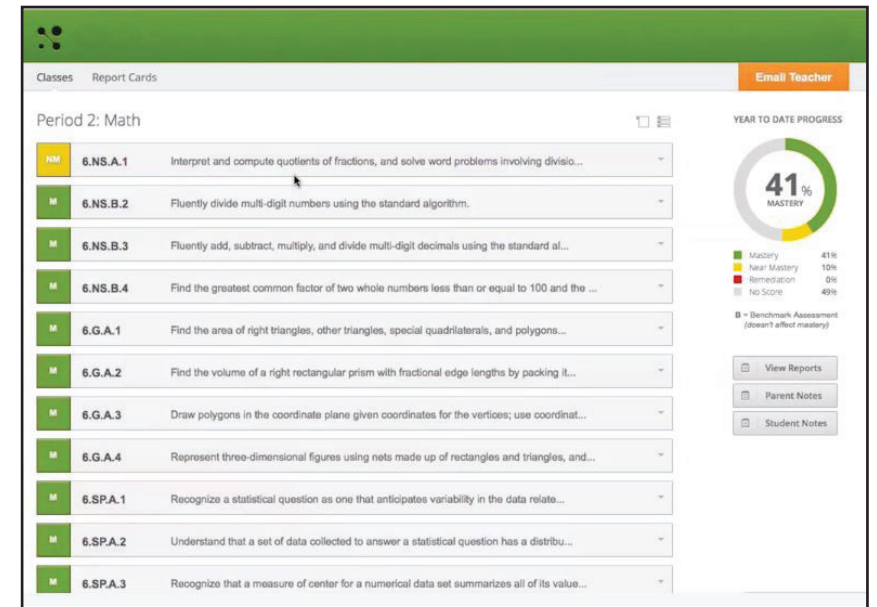 Classes Report Cards Email Teacher
Period 2: Math
NM 6.NS.A.1 Interpret and compute quotients of fractions, and solve word problems involving divisio...
M 6.NS.B.2 Fluently divide multi-digit numbers using the standard algorithm.
M 6.NS.B.3 Fluently add, subtract, multiply, and divide multi-digit decimals using the standard al...
M 6.NS.B.4 Find the greatest common factor of two whole numbers less than or equal to 100 and the ...
M 6.G.A.1 Find the area of right triangles, other triangles, special quadrilaterals, and polygons...
M 6.G.A.2 Find the volume of a right rectangular prism with fractional edge lengths by packing it...
M 6.G.A.3 Draw polygons in the coordinate plane given coordinates for the vertices; use coordinat...
M 6.G.A.4 Represent three-dimensional figures using nets made up of rectangles and triangles, and...
M 6.SP.A.1 Recognize a statistical question as one that anticipates variability in the data relate...
M 6.SP.A.2 Understand that a set of data collected to answer a statistical question has a distribu...
M 6.SP.A.3 Recognize that a measure of center for a numerical data set summarizes all of its value...
YEAR TO DATE PROGRESS
41%
MASTERY
Mastery 41%
Near Mastery 10%
Remediation 0%
No Score 49%
B = Benchmark Assessment
(doesn't affect mastery)
View Reports
Parent Notes
Student Notes